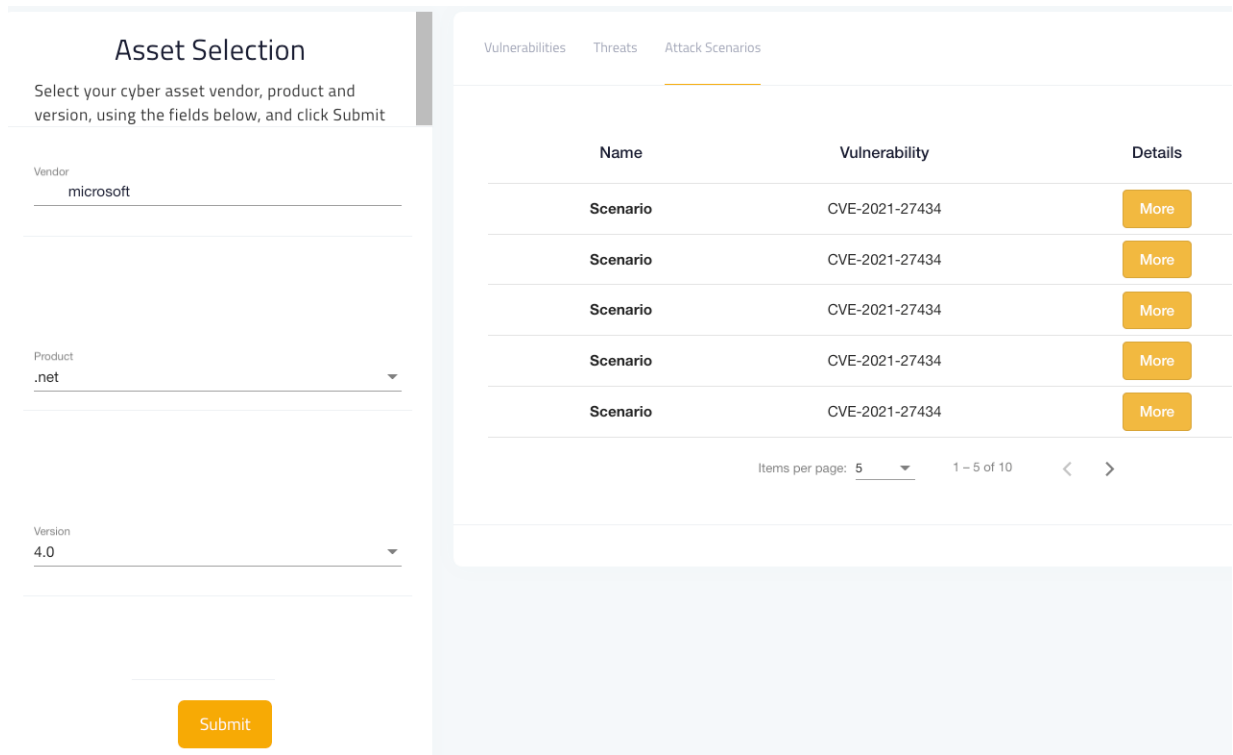 Asset Selection
Select your cyber asset vendor, product and
version, using the fields below, and click Submit
Vendor
microsoft
Product
.net
Version
4.0
Submit
Vulnerabilities Threats Attack Scenarios
Name Vulnerability Details
Scenario CVE-2021-27434 More
Scenario CVE-2021-27434 More
Scenario CVE-2021-27434 More
Scenario CVE-2021-27434 More
Scenario CVE-2021-27434 More
Items per page: 5 1 – 5 of 10